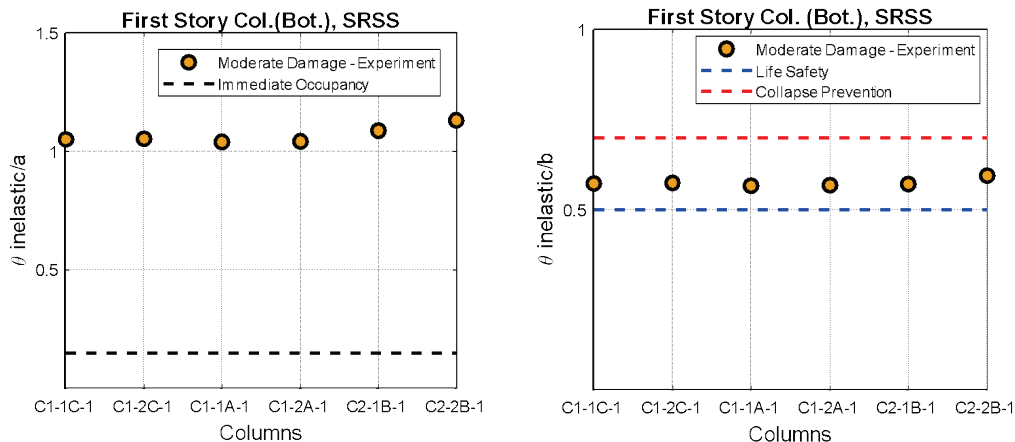 First Story Col.(Bot.), SRSS
1.5
1
0.5
θ inelastic/a
Moderate Damage - Experiment
Immediate Occupancy
C1-1C-1 C1-2C-1 C1-1A-1 C1-2A-1 C2-1B-1 C2-2B-1
Columns
First Story Col. (Bot.), SRSS
1
0.5
θ inelastic/b
Moderate Damage - Experiment
Life Safety
Collapse Prevention
C1-1C-1 C1-2C-1 C1-1A-1 C1-2A-1 C2-1B-1 C2-2B-1
Columns